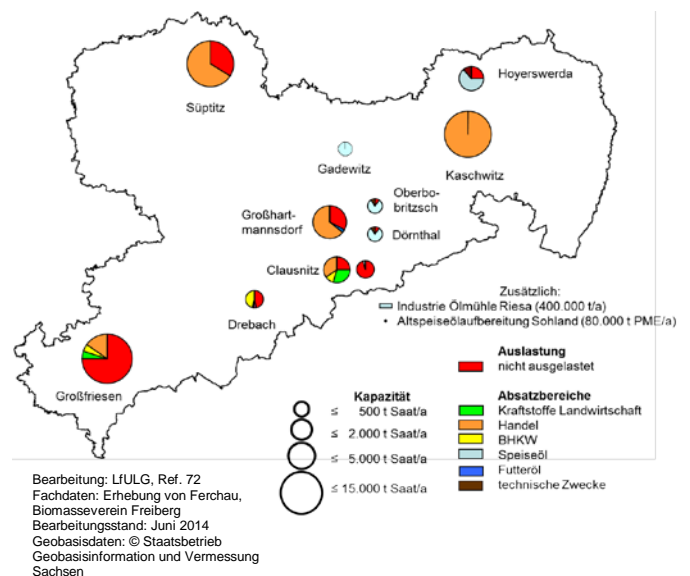 Hoyerswerda
Süptitz
Gadewitz
Kaschwitz
Oberbo-
britzsch
Großhart-
mannsdorf
Dörnthal
Clausnitz
Drebach
Großfriesen
Zusätzlich:
Industrie Ölmühle Riesa (400.000 t/a)
Altspeiseölaufbereitung Sohland (80.000 t PME/a)
Auslastung
nicht ausgelastet
Absatzbereiche
Kraftstoffe Landwirtschaft
Handel
BHKW
Speiseöl
Futteröl
technische Zwecke
Kapazität
≤ 500 t Saat/a
≤ 2.000 t Saat/a
≤ 5.000 t Saat/a
≤ 15.000 t Saat/a
Bearbeitung: LfULG, Ref. 72
Fachdaten: Erhebung von Ferchau,
Biomasseverein Freiberg
Bearbeitungsstand: Juni 2014
Geobasisdaten: © Staatsbetrieb
Geobasisinformation und Vermessung
Sachsen